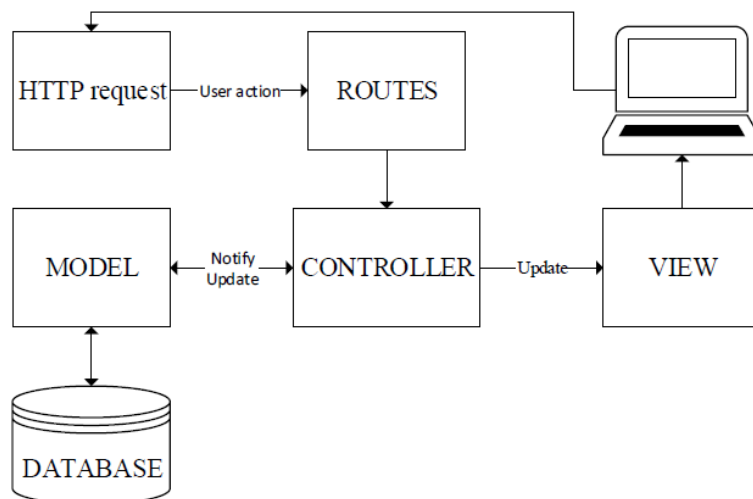 HTTP request
User action
ROUTES
MODEL
Notify
Update
CONTROLLER
Update
VIEW
DATABASE